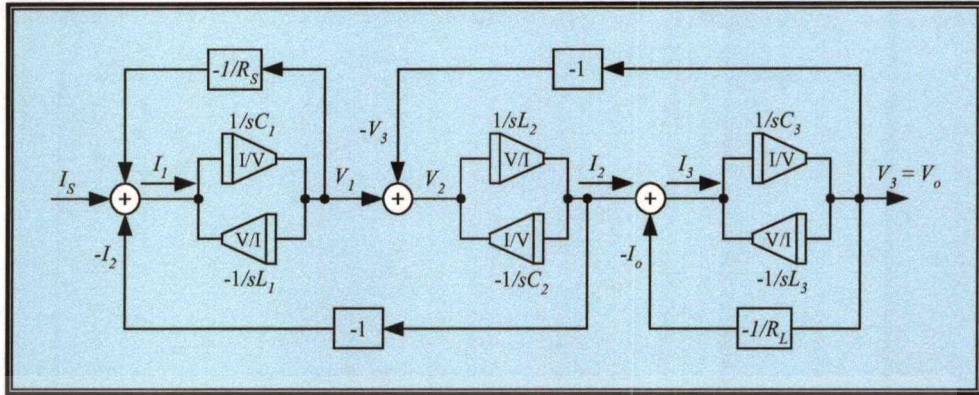 -1/R_S
-1
1/sC_1
1/sL_2
1/sC_3
-V_3
I_S
I_1
I/V
V_1
V_2
V/I
I_2
I_3
I/V
V_3 = V_o
+
+
+
-I_2
V/I
I/V
-I_o
V/I
-1/sL_1
-1/sC_2
-1/sL_3
-1
-1/R_L